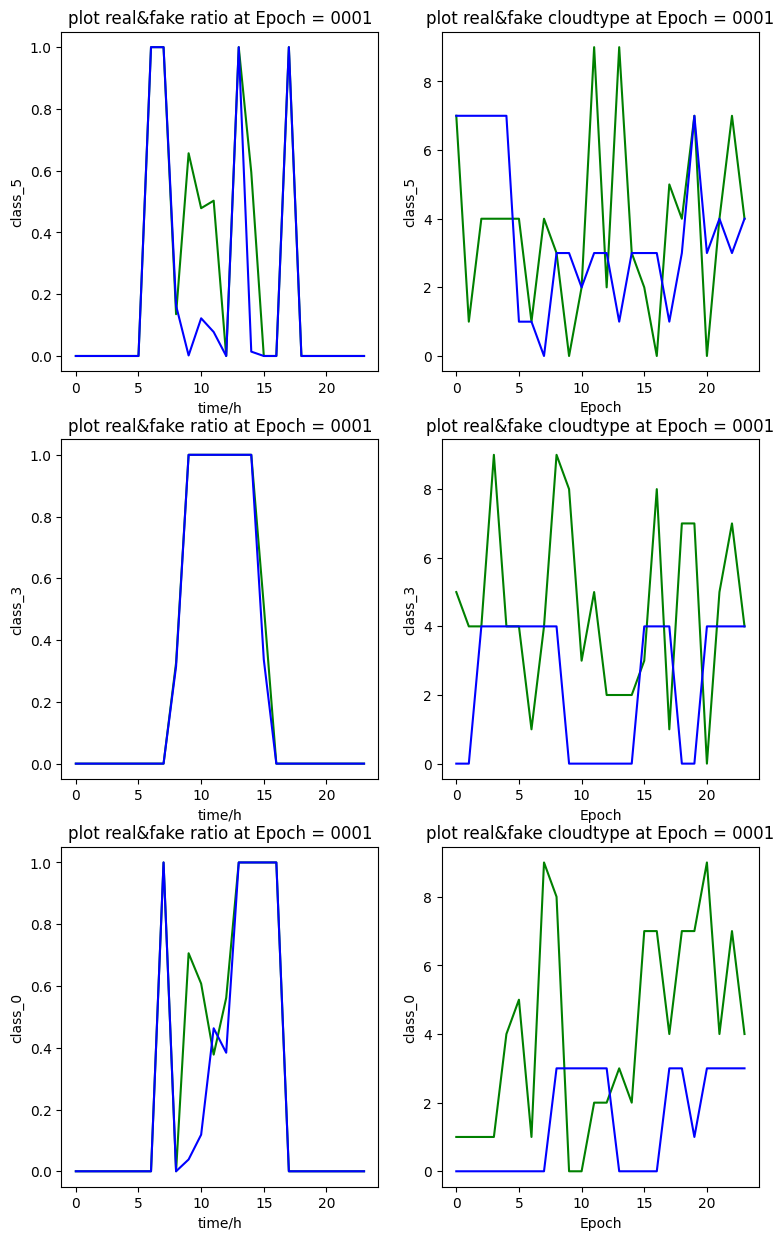 plot real&fake ratio at Epoch = 0001
1.0
0.8
0.6
0.4
0.2
0.0
class_5
0 5 10 15 20
time/h
plot real&fake cloudtype at Epoch = 0001
8
6
4
2
0
class_5
0 5 10 15 20
Epoch
plot real&fake ratio at Epoch = 0001
1.0
0.8
0.6
0.4
0.2
0.0
class_3
0 5 10 15 20
time/h
plot real&fake cloudtype at Epoch = 0001
8
6
4
2
0
class_3
0 5 10 15 20
Epoch
plot real&fake ratio at Epoch = 0001
1.0
0.8
0.6
0.4
0.2
0.0
class_0
0 5 10 15 20
time/h
plot real&fake cloudtype at Epoch = 0001
8
6
4
2
0
class_0
0 5 10 15 20
Epoch